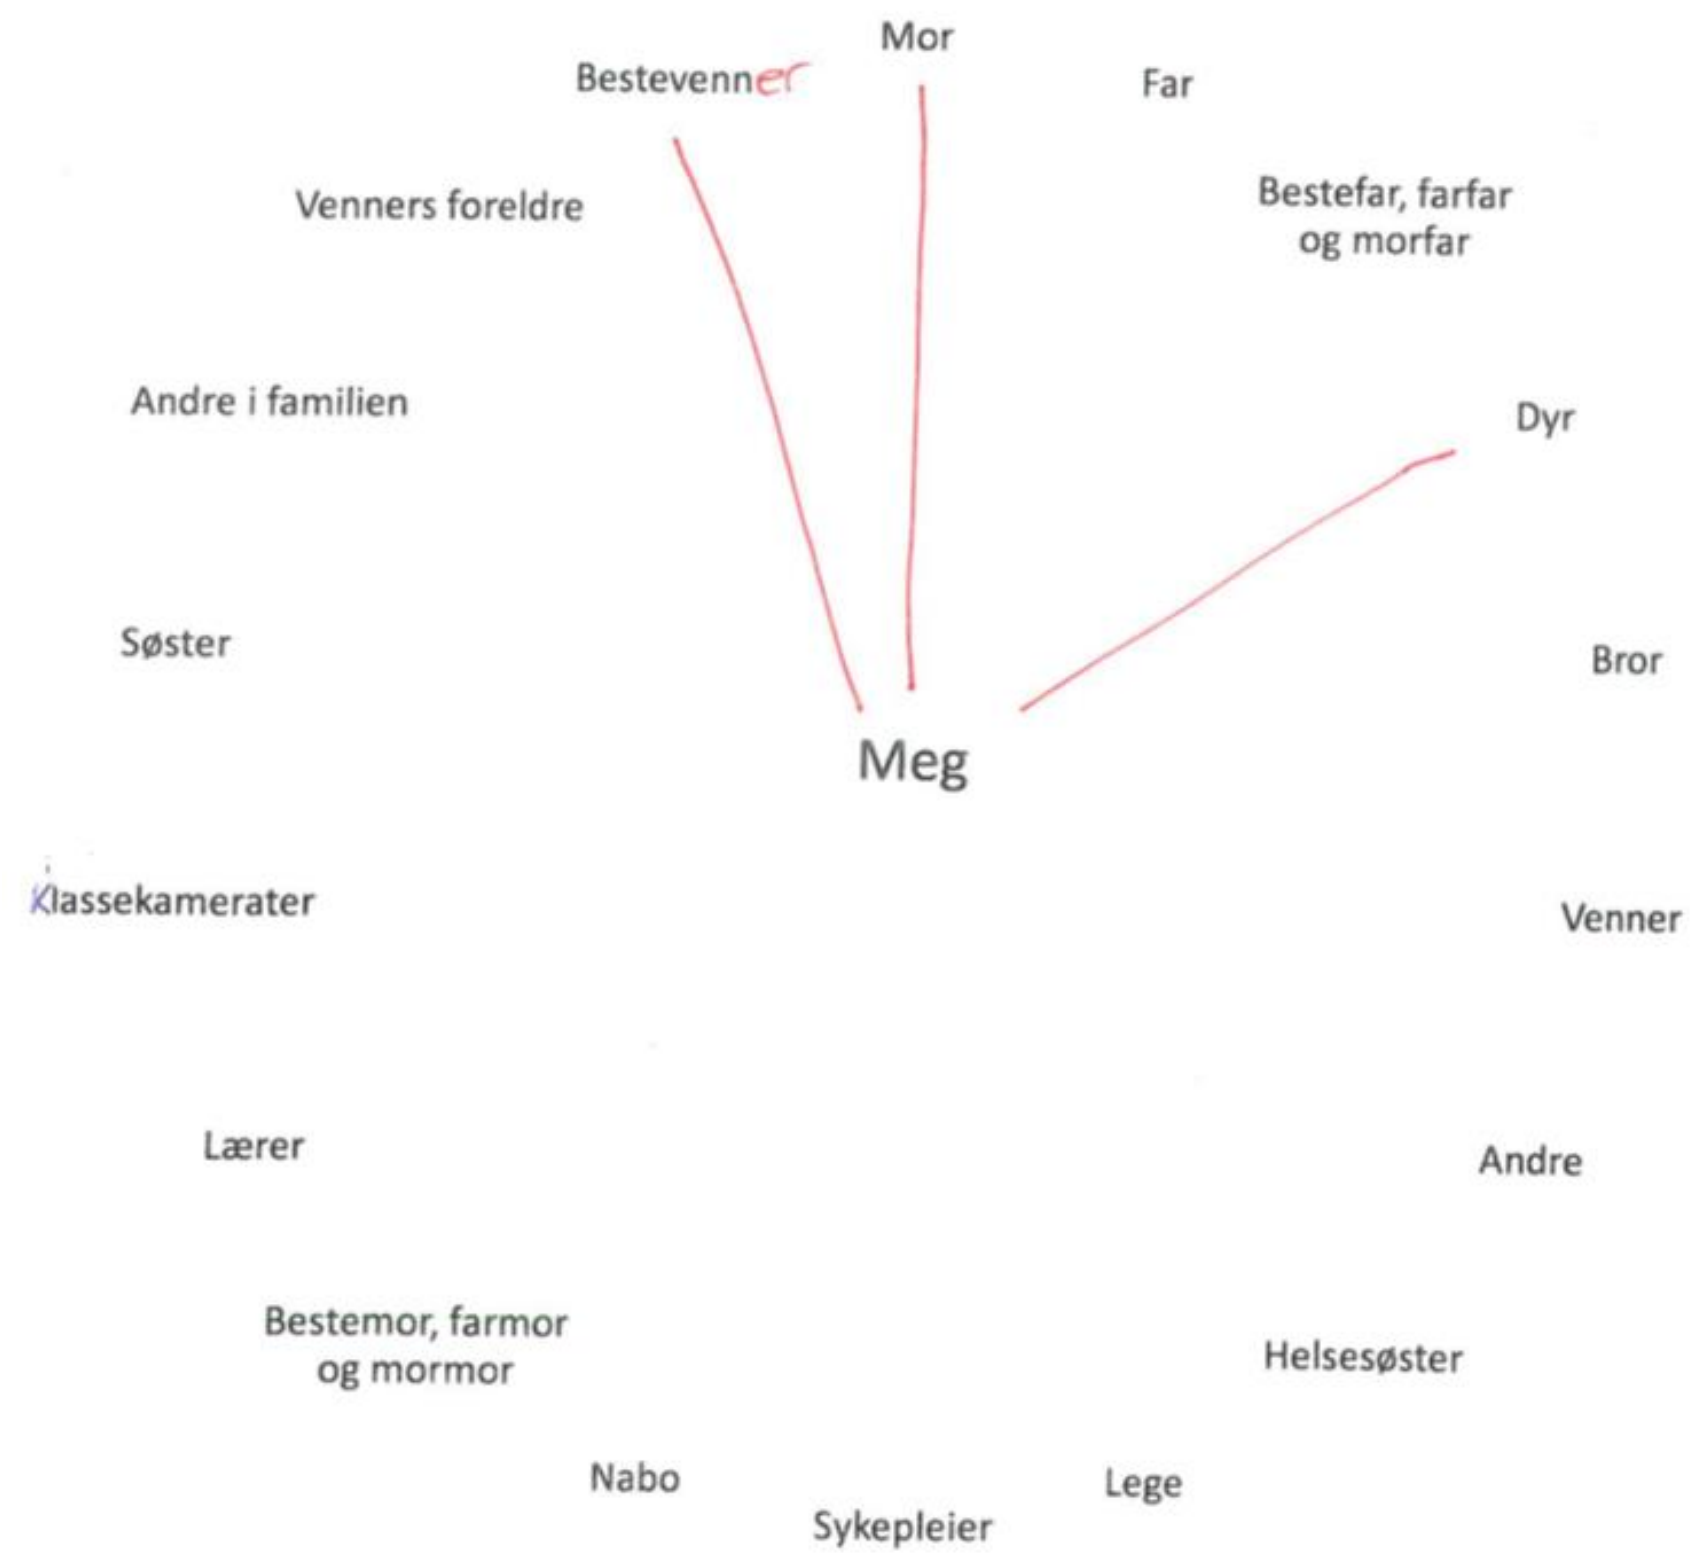 Mor
Bestevenner
Far
Venners foreldre
Bestefar, farfar
og morfar
Andre i familien
Dyr
Søster
Bror
Meg
Klassekamerater
Venner
Lærer
Andre
Bestemor, farmor
og mormor
Helsesøster
Nabo
Lege
Sykepleier